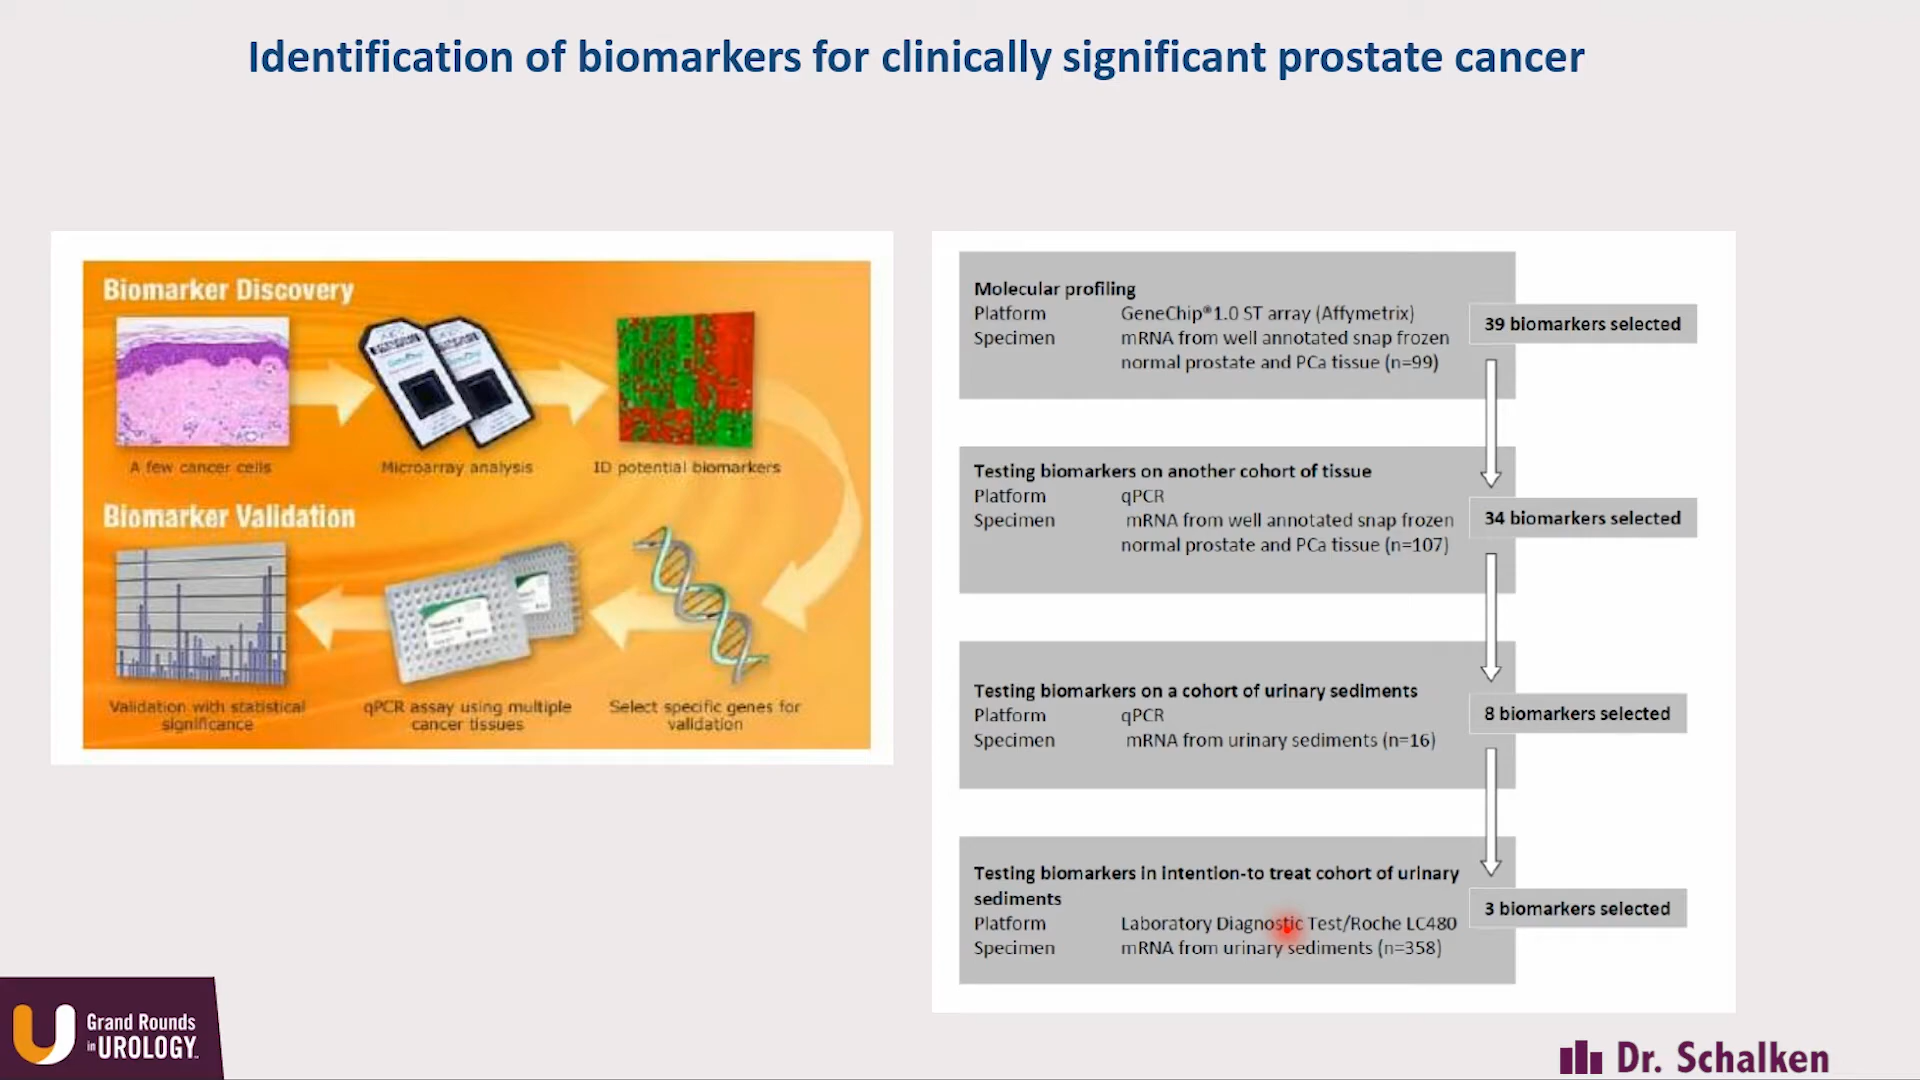 Identification of biomarkers for clinically significant prostate cancer
Biomarker Discovery
A few cancer cells
Microarray analysis
ID potential biomarkers
Biomarker Validation
Validation with statistical
significance
qPCR assay using multiple
cancer tissues
Select specific genes for
validation
Molecular profiling
Platform GeneChip®1.0 ST array (Affymetrix)
Specimen mRNA from well annotated snap frozen
normal prostate and PCa tissue (n=99)
39 biomarkers selected
Testing biomarkers on another cohort of tissue
Platform qPCR
Specimen mRNA from well annotated snap frozen
normal prostate and PCa tissue (n=107)
34 biomarkers selected
Testing biomarkers on a cohort of urinary sediments
Platform qPCR
Specimen mRNA from urinary sediments (n=16)
8 biomarkers selected
Testing biomarkers in intention-to treat cohort of urinary
sediments
Platform Laboratory Diagnostic Test/Roche LC480
Specimen mRNA from urinary sediments (n=358)
3 biomarkers selected
Grand Rounds
in UROLOGY™
Dr. Schalken